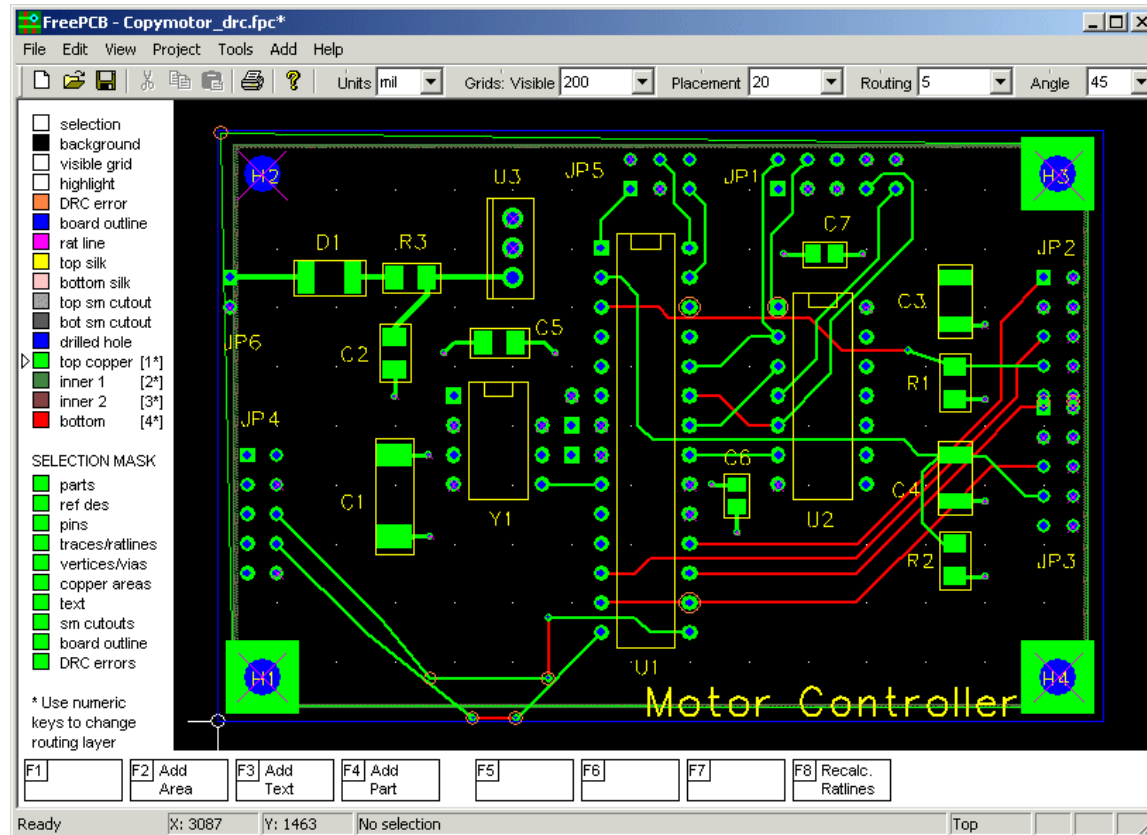 FreePCB - Copymotor_drc.fpc*
File Edit View Project Tools Add Help
Units mil Grids: Visible 200 Placement 20 Routing 5 Angle 45
selection
background
visible grid
highlight
DRC error
board outline
rat line
top silk
bottom silk
top sm cutout
bot sm cutout
drilled hole
top copper [1*]
inner 1 [2*]
inner 2 [3*]
bottom [4*]
SELECTION MASK
parts
ref des
pins
traces/ratlines
vertices/vias
copper areas
text
sm cutouts
board outline
DRC errors
* Use numeric
keys to change
routing layer
H2 U3 JP5 JP1 H3
D1 R3 C7 JP2
C3
JP6 C2 C5
R1
JP4
C6
C1 Y1 U2 C4
R2 JP3
H1 U1 H4
Motor Controller
F1 F2 Add Area F3 Add Text F4 Add Part F5 F6 F7 F8 Recalc. Ratlines
Ready X: 3087 Y: 1463 No selection Top